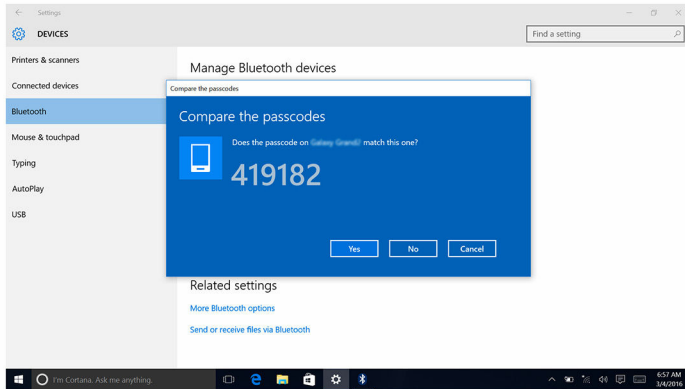 Settings
DEVICES
Find a setting
Printers & scanners
Connected devices
Bluetooth
Mouse & touchpad
Typing
AutoPlay
USB
Manage Bluetooth devices
Compare the passcodes
Compare the passcodes
Does the passcode on Galaxy Grand2 match this one?
419182
Yes
No
Cancel
Related settings
More Bluetooth options
Send or receive files via Bluetooth
I'm Cortana. Ask me anything.
6:57 AM
3/4/2016